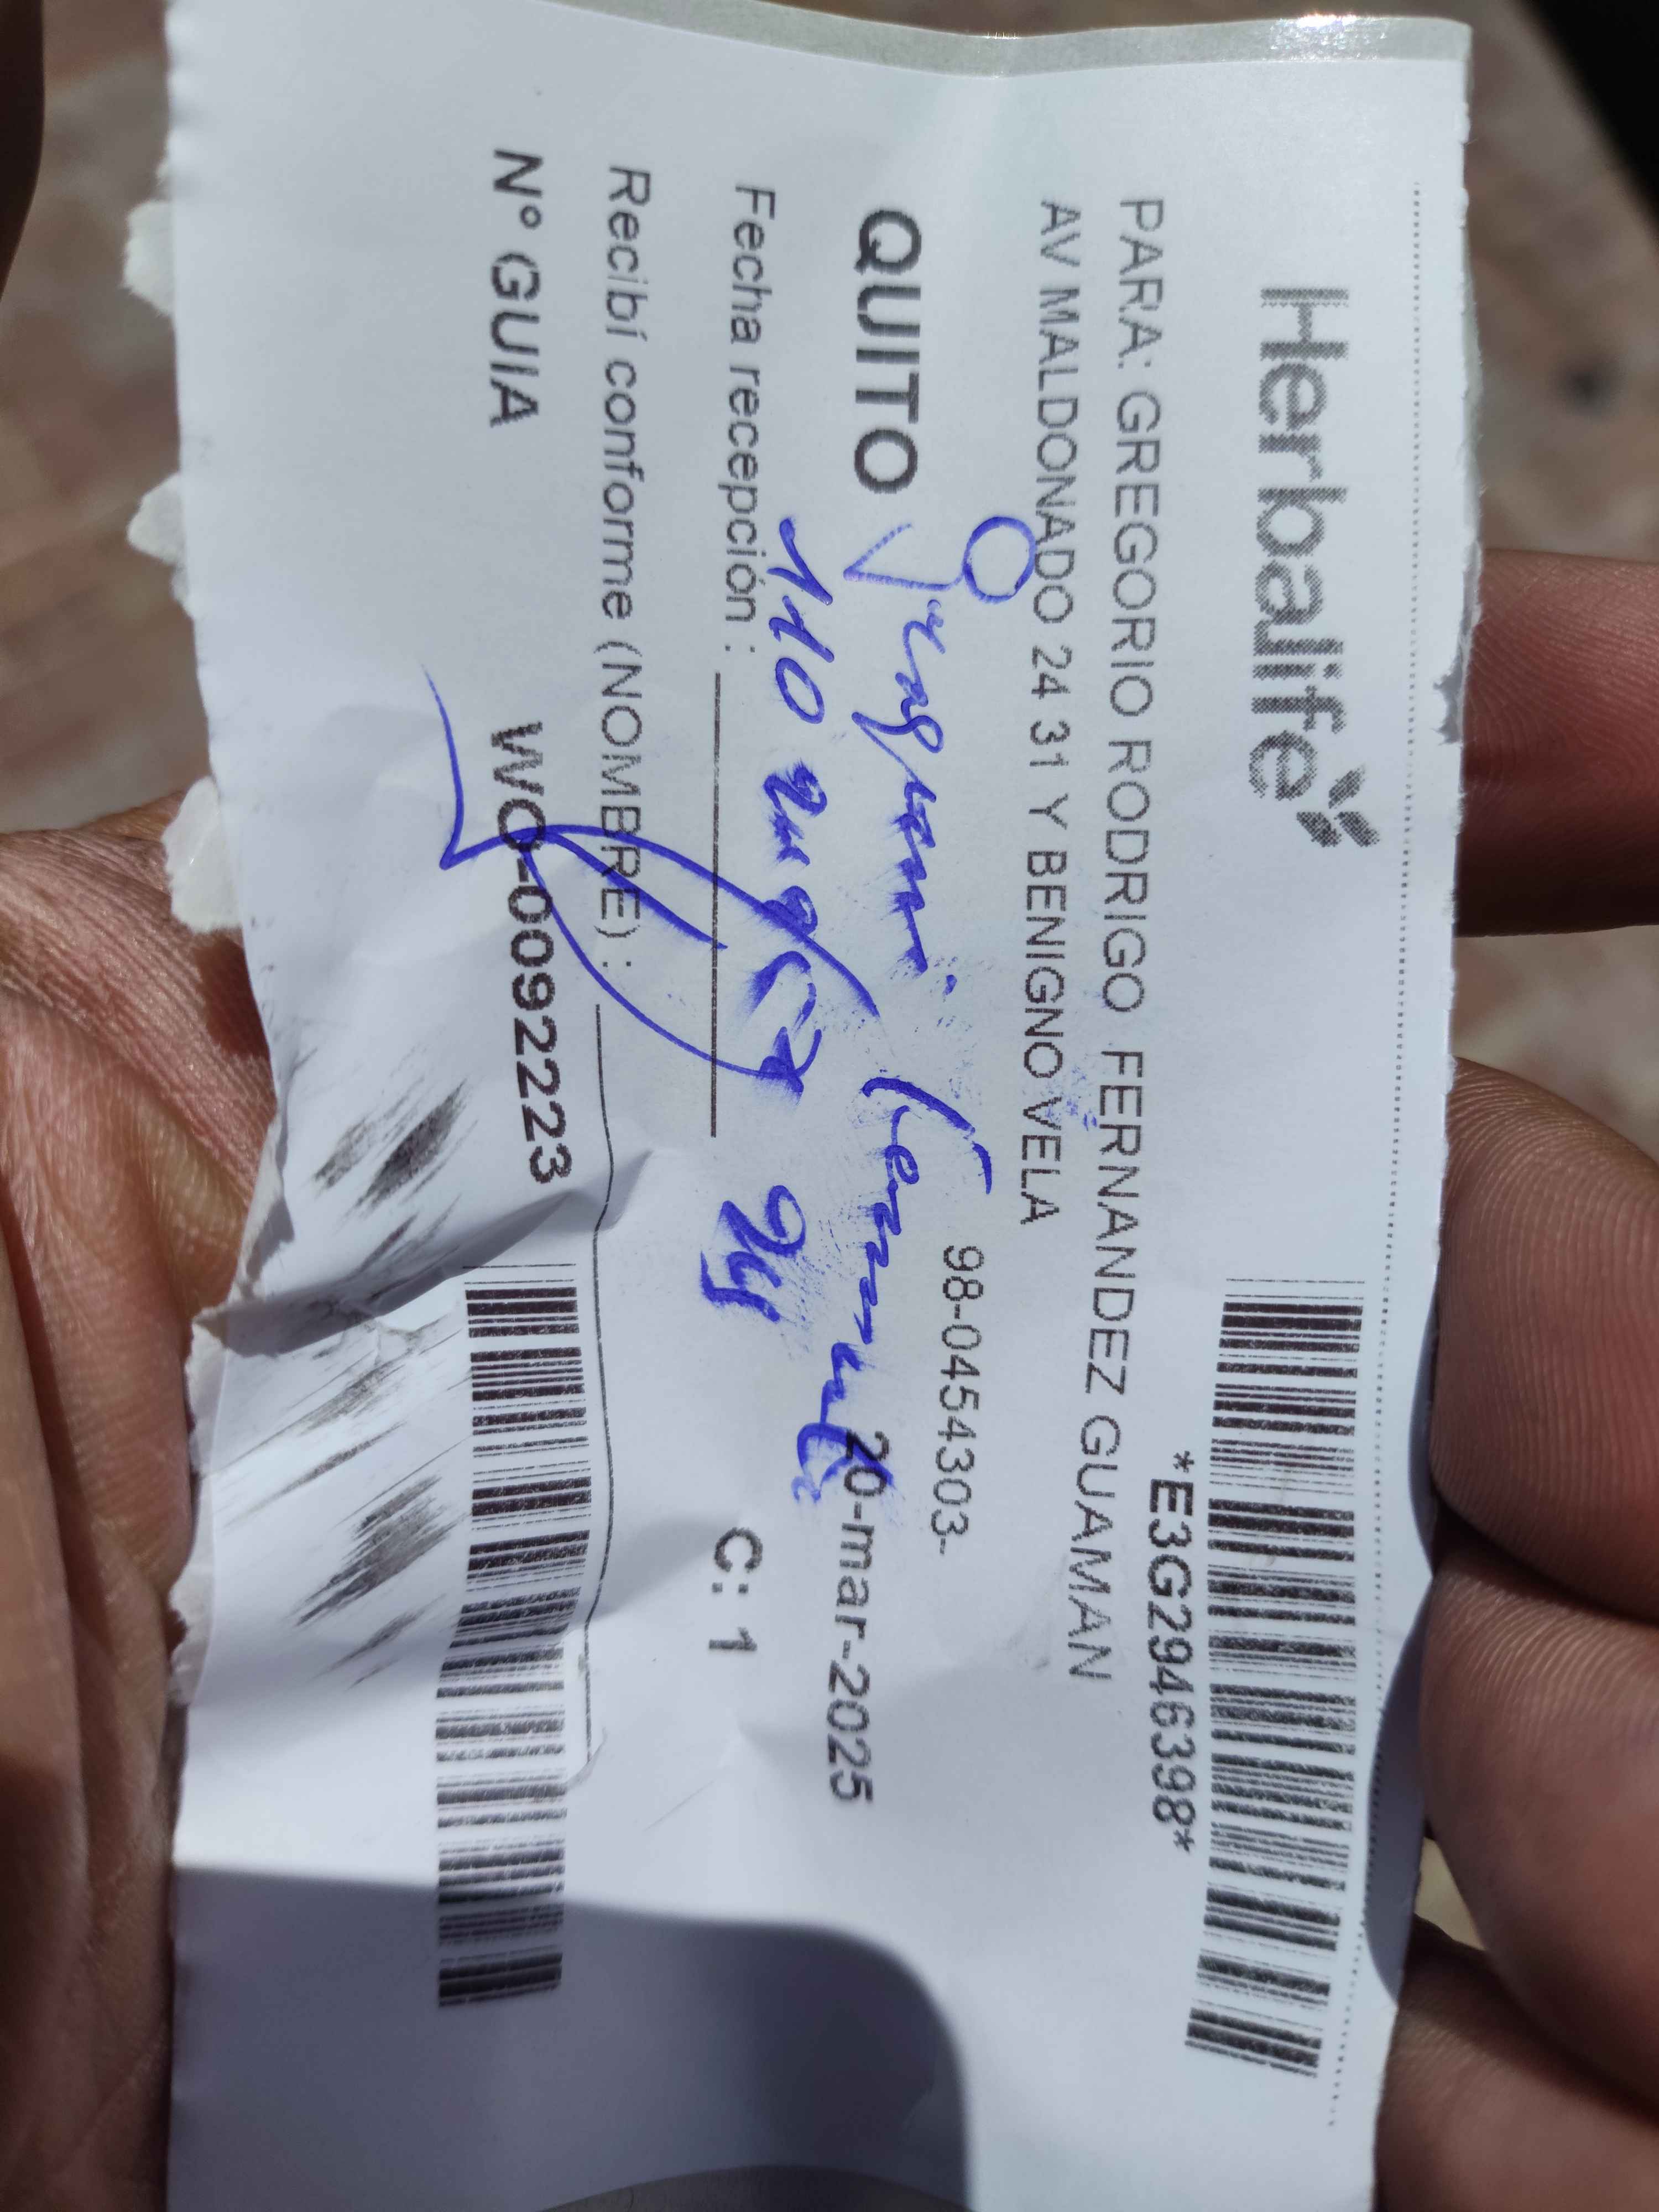 Herbalife
*E3G2946398*
PARA: GREGORIO RODRIGO FERNANDEZ GUAMAN
AV MALDONADO 24 31 Y BENIGNO VELA
98-0454303-
QUITO
20-mar-2025
Fecha recepción :
C: 1
Recibí conforme (NOMBRE) :
N° GUIA WO-0092223